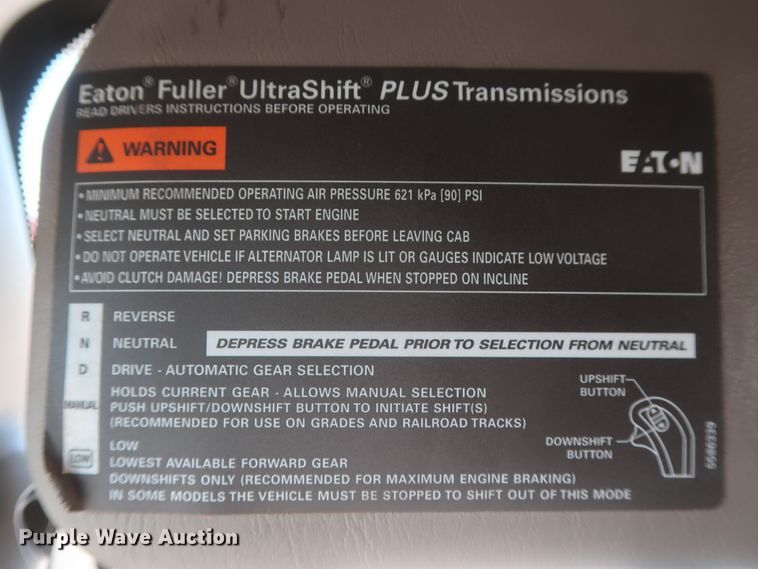 Eaton® Fuller® UltraShift® PLUS Transmissions
READ DRIVERS INSTRUCTIONS BEFORE OPERATING
WARNING
EATON
• MINIMUM RECOMMENDED OPERATING AIR PRESSURE 621 kPa [90] PSI
• NEUTRAL MUST BE SELECTED TO START ENGINE
• SELECT NEUTRAL AND SET PARKING BRAKES BEFORE LEAVING CAB
• DO NOT OPERATE VEHICLE IF ALTERNATOR LAMP IS LIT OR GAUGES INDICATE LOW VOLTAGE
• AVOID CLUTCH DAMAGE! DEPRESS BRAKE PEDAL WHEN STOPPED ON INCLINE
R REVERSE
N NEUTRAL DEPRESS BRAKE PEDAL PRIOR TO SELECTION FROM NEUTRAL
D DRIVE - AUTOMATIC GEAR SELECTION
HOLDS CURRENT GEAR - ALLOWS MANUAL SELECTION
MANUAL PUSH UPSHIFT/DOWNSHIFT BUTTON TO INITIATE SHIFT(S)
(RECOMMENDED FOR USE ON GRADES AND RAILROAD TRACKS)
LOW
LOW LOWEST AVAILABLE FORWARD GEAR
DOWNSHIFTS ONLY (RECOMMENDED FOR MAXIMUM ENGINE BRAKING)
IN SOME MODELS THE VEHICLE MUST BE STOPPED TO SHIFT OUT OF THIS MODE
UPSHIFT
BUTTON
DOWNSHIFT
BUTTON
5586339
Purple Wave Auction